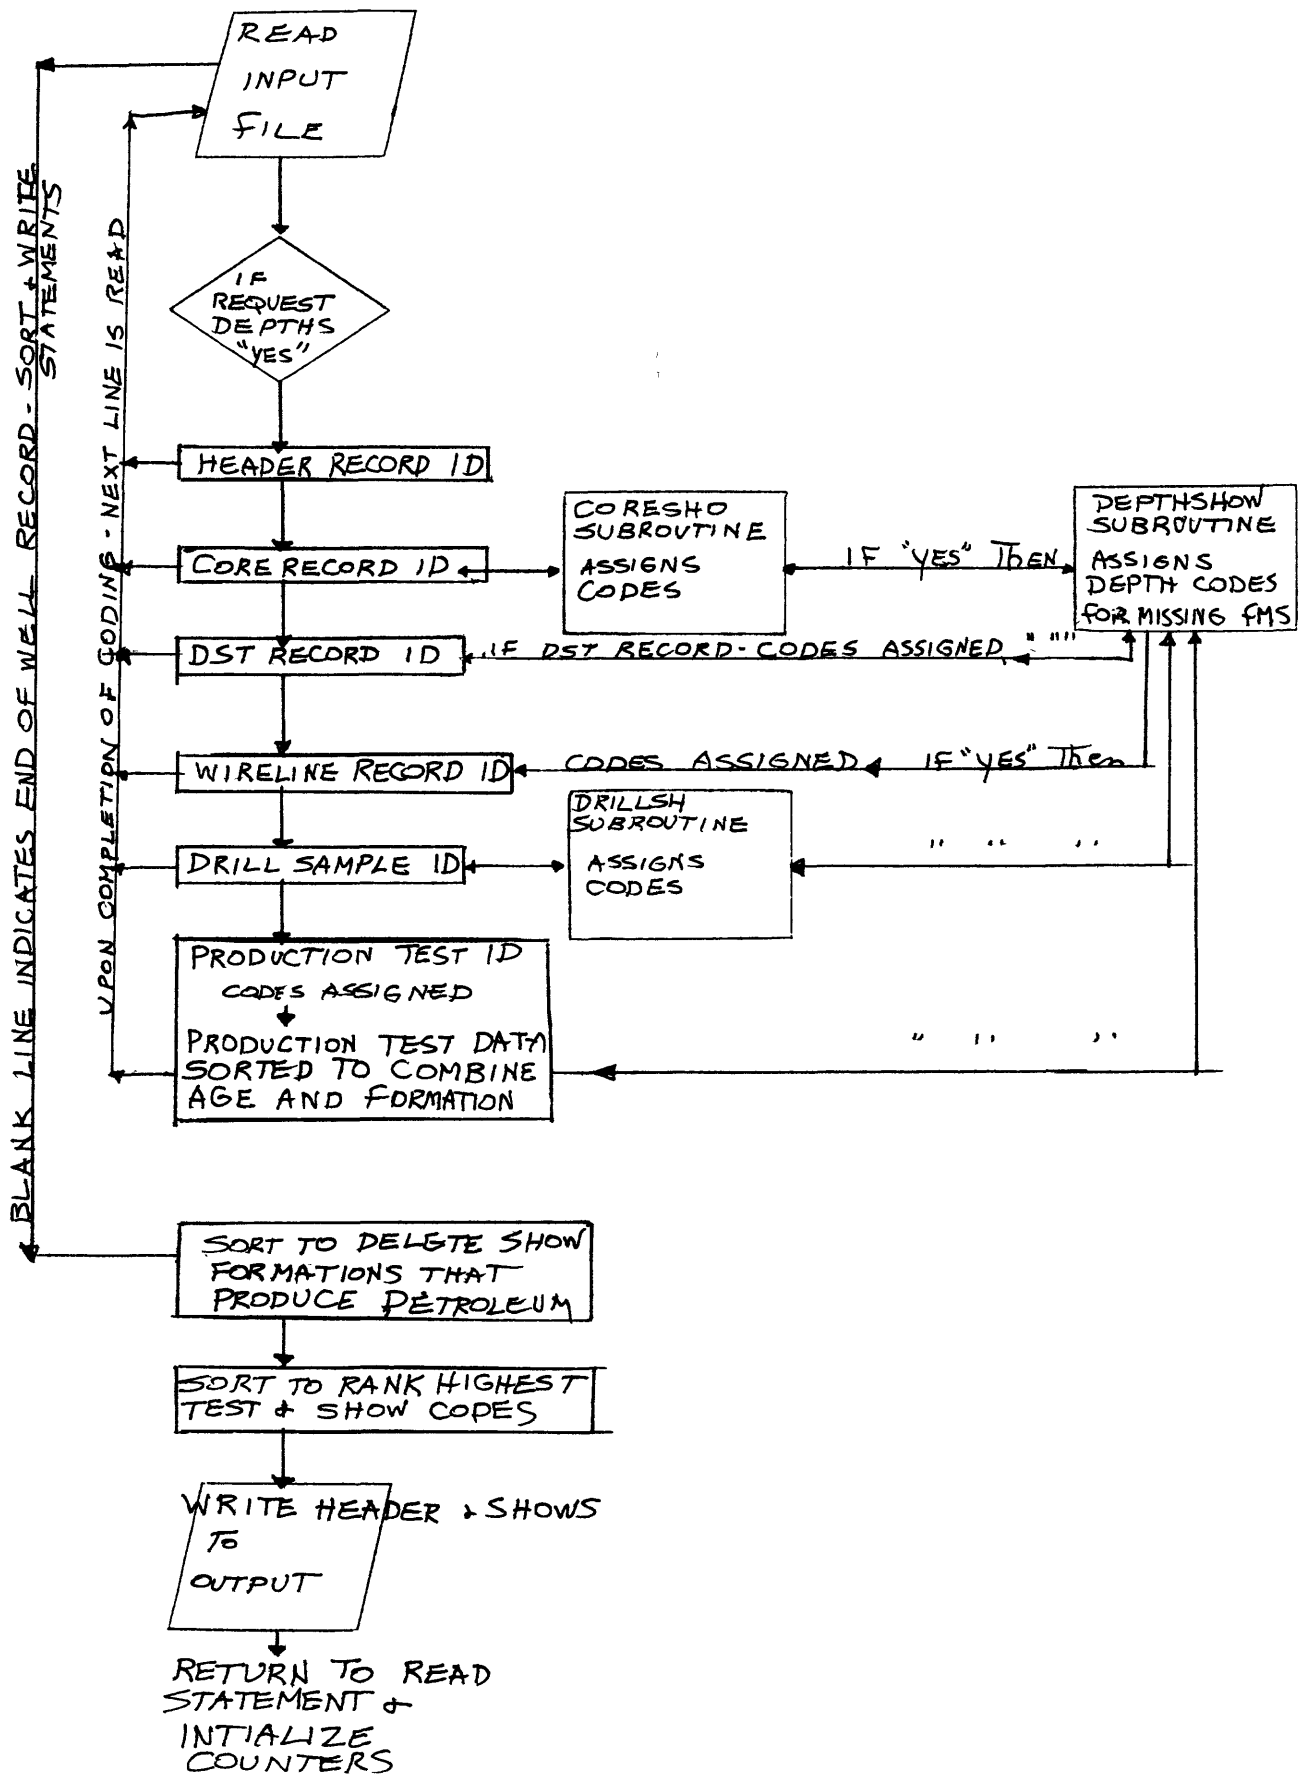 READ
INPUT
FILE
BLANK LINE INDICATES END OF WELL RECORD - SORT & WRITE
STATEMENTS
UPON COMPLETION OF CODING - NEXT LINE IS READ
IF
REQUEST
DEPTHS
"YES"
HEADER RECORD ID
CORE RECORD ID
CORESHO
SUBROUTINE
ASSIGNS
CODES
IF "YES" THEN
DEPTHSHOW
SUBROUTINE
ASSIGNS
DEPTH CODES
FOR MISSING FMS
DST RECORD ID
IF DST RECORD - CODES ASSIGNED " " "
WIRELINE RECORD ID
CODES ASSIGNED
IF "YES" Then
DRILL SAMPLE ID
DRILLSH
SUBROUTINE
ASSIGNS
CODES
" " "
PRODUCTION TEST ID
CODES ASSIGNED
PRODUCTION TEST DATA
SORTED TO COMBINE
AGE AND FORMATION
" " "
SORT TO DELETE SHOW
FORMATIONS THAT
PRODUCE PETROLEUM
SORT TO RANK HIGHEST
TEST & SHOW CODES
WRITE HEADER & SHOWS
TO
OUTPUT
RETURN TO READ
STATEMENT &
INTIALIZE
COUNTERS